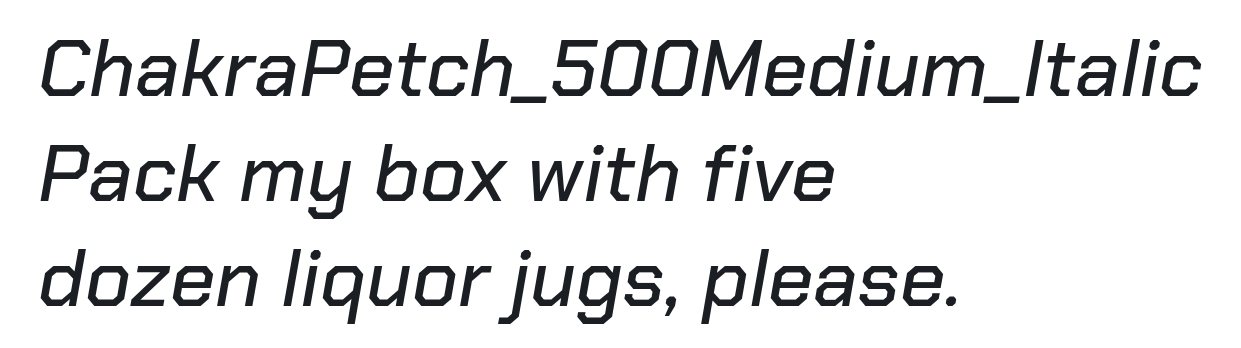 ChakraPetch_500Medium_Italic
Pack my box with five
dozen liquor jugs, please.